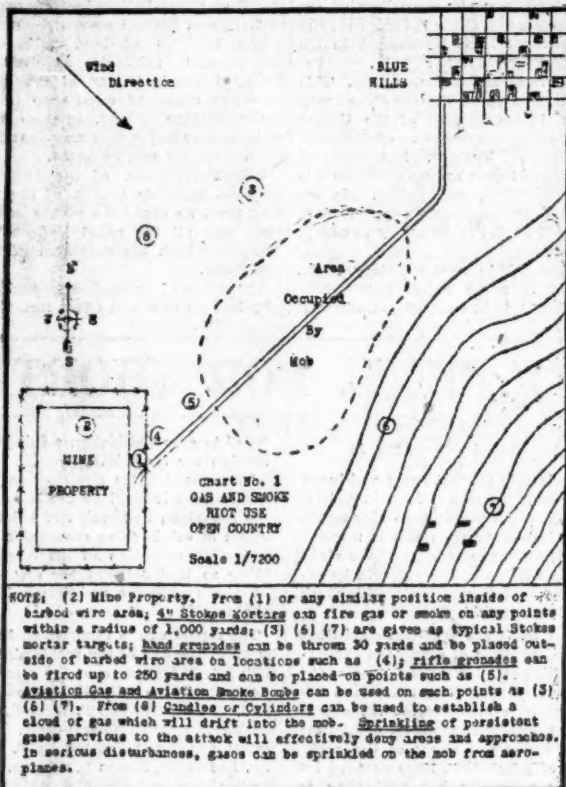 Wind
Direction
BLUE
HILLS
3
8
N
S
Area
Occupied
By
Mob
5
4
1
2
MINE
PROPERTY
6
7
Chart No. 1
GAS AND SMOKE
RIOT USE
OPEN COUNTRY
Scale 1/7200
NOTE: (2) Mine Property. From (1) or any similar position inside of
barbed wire area; 4" Stokes Mortars can fire gas or smoke on any points
within a radius of 1,000 yards; (3) (6) (7) are given as typical Stokes
mortar targets; hand grenades can be thrown 30 yards and be placed out-
side of barbed wire area on locations such as (4); rifle grenades can
be fired up to 250 yards and can be placed on points such as (5).
Aviation Gas and Aviation Smoke Bombs can be used on such points as (3)
(6) (7). From (8) Candles or Cylinders can be used to establish a
cloud of gas which will drift into the mob. Sprinkling of persistent
gases previous to the attack will effectively deny areas and approaches.
In serious disturbances, gases can be sprinkled on the mob from aero-
planes.